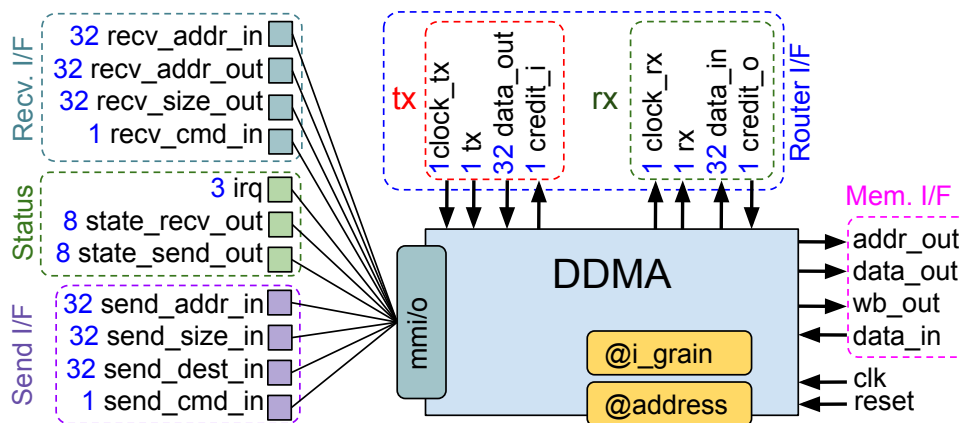 Recv. I/F
32 recv_addr_in
32 recv_addr_out
32 recv_size_out
1 recv_cmd_in
Status
3 irq
8 state_recv_out
8 state_send_out
Send I/F
32 send_addr_in
32 send_size_in
32 send_dest_in
1 send_cmd_in
tx
1 clock_tx
1 tx
32 data_out
1 credit_i
rx
1 clock_rx
1 rx
32 data_in
1 credit_o
Router I/F
mmi/o
DDMA
@i_grain
@address
Mem. I/F
addr_out
data_out
wb_out
data_in
clk
reset